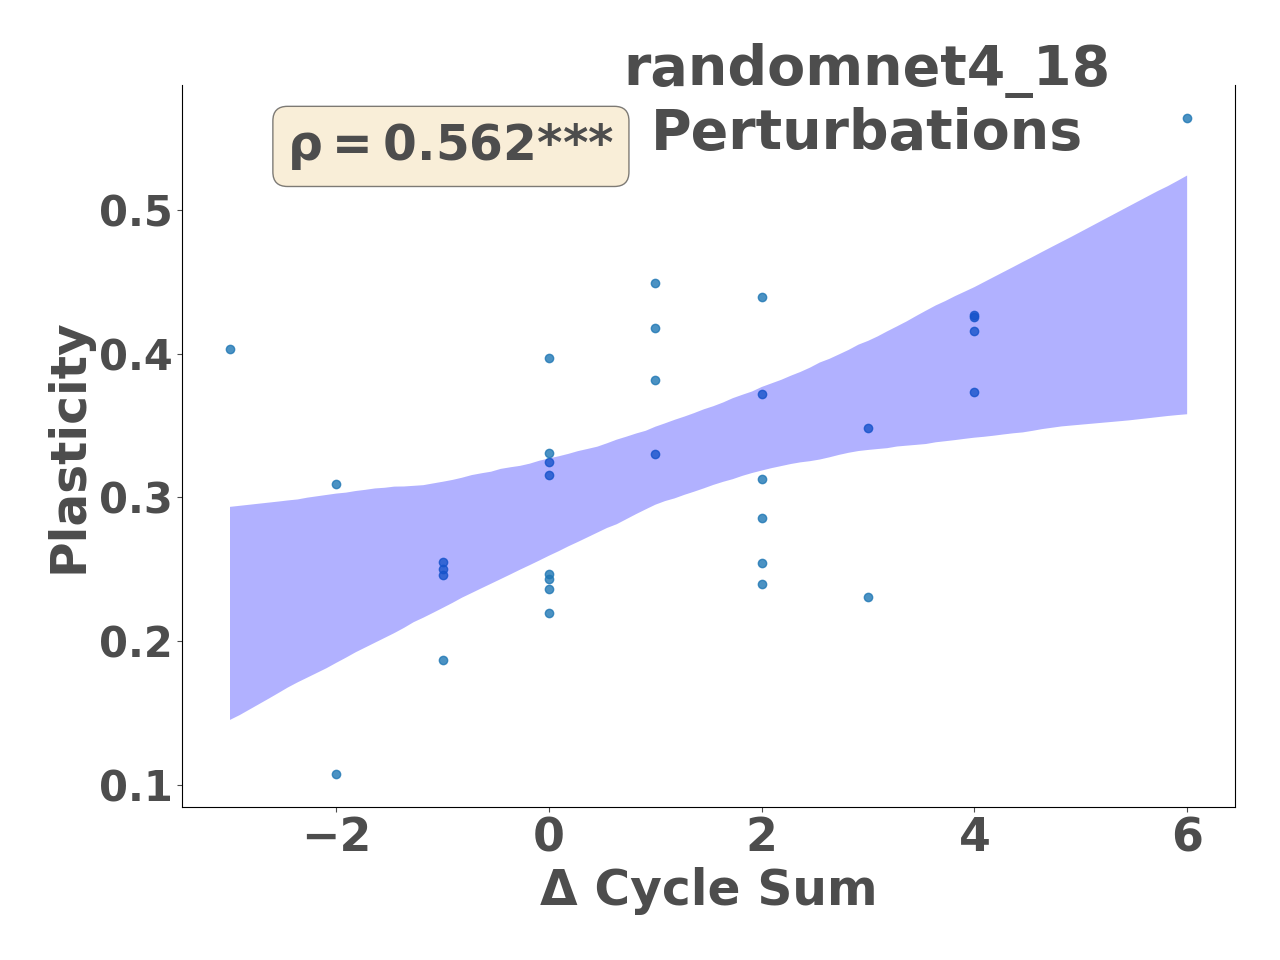 randomnet4_18
Perturbations
ρ = 0.562***
Plasticity
0.5
0.4
0.3
0.2
0.1
−2 0 2 4 6
Δ Cycle Sum